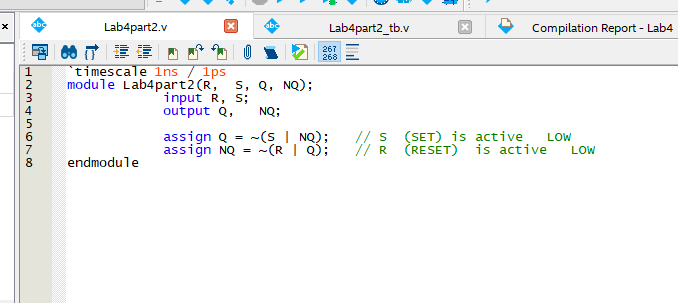 Lab4part2.v
Lab4part2_tb.v
Compilation Report - Lab4
267
268
1 `timescale 1ns / 1ps
2 module Lab4part2(R, S, Q, NQ);
3 input R, S;
4 output Q, NQ;
5
6 assign Q = ~(S | NQ); // S (SET) is active LOW
7 assign NQ = ~(R | Q); // R (RESET) is active LOW
8 endmodule